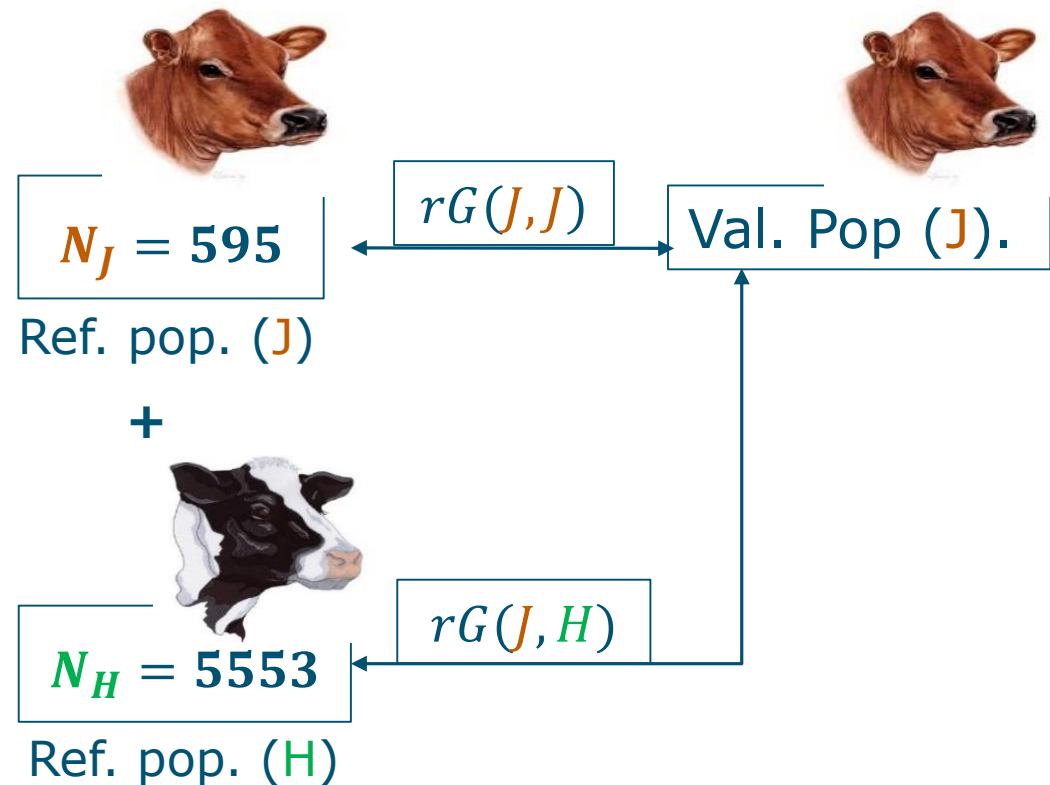 rG(J,J)
N_J = 595
Val. Pop (J).
Ref. pop. (J)
+
rG(J,H)
N_H = 5553
Ref. pop. (H)